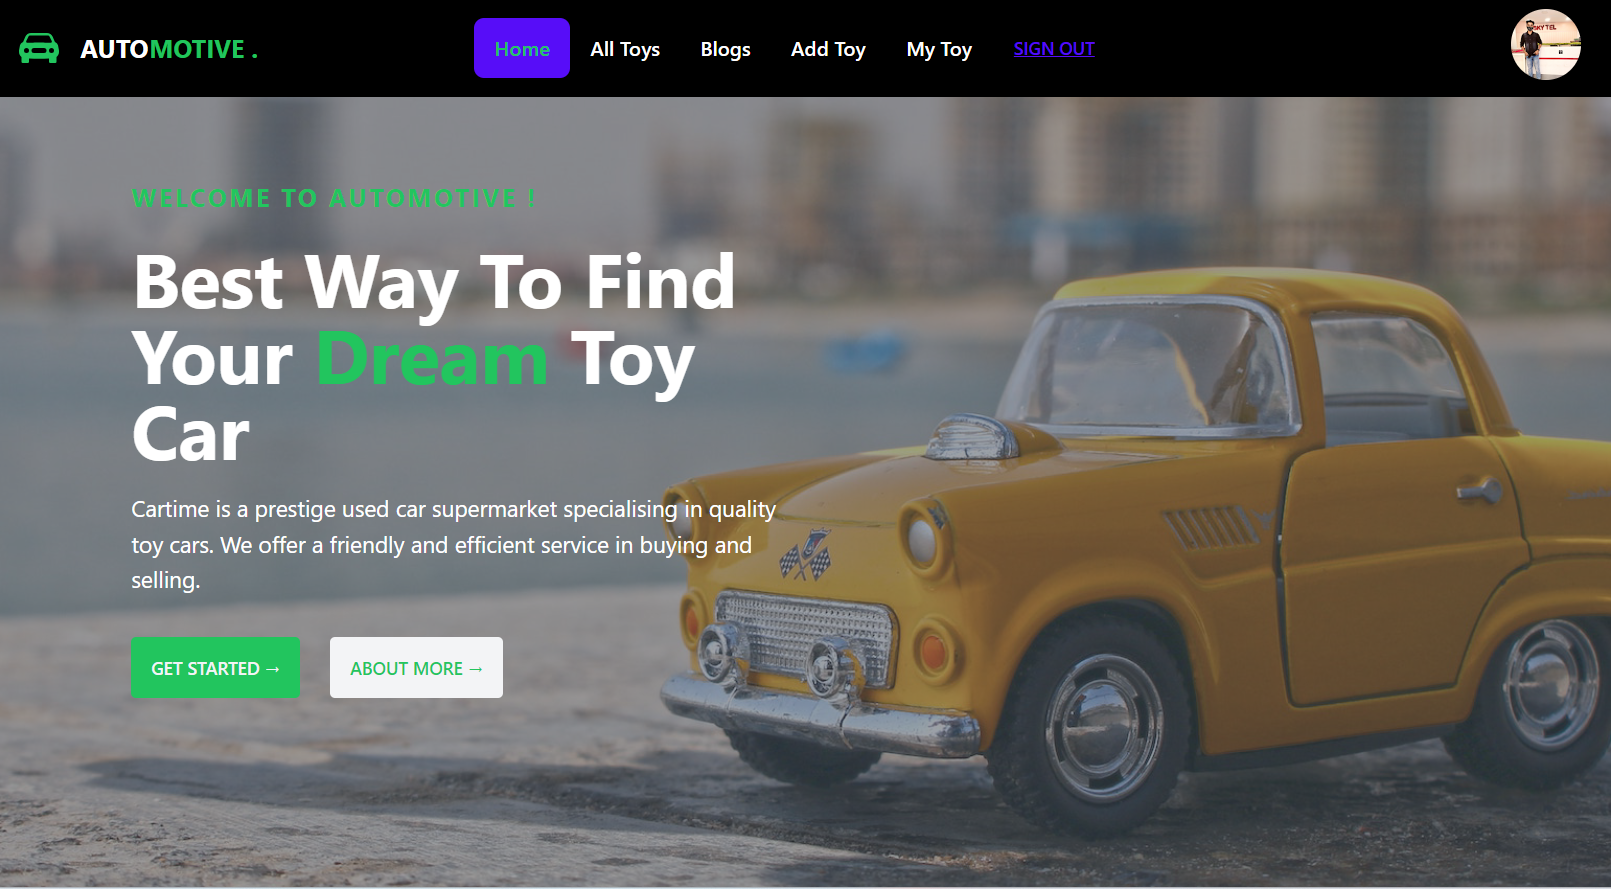 AUTOMOTIVE .
Home
All Toys
Blogs
Add Toy
My Toy
SIGN OUT
WELCOME TO AUTOMOTIVE !
Best Way To Find
Your Dream Toy
Car
Cartime is a prestige used car supermarket specialising in quality
toy cars. We offer a friendly and efficient service in buying and
selling.
GET STARTED →
ABOUT MORE →